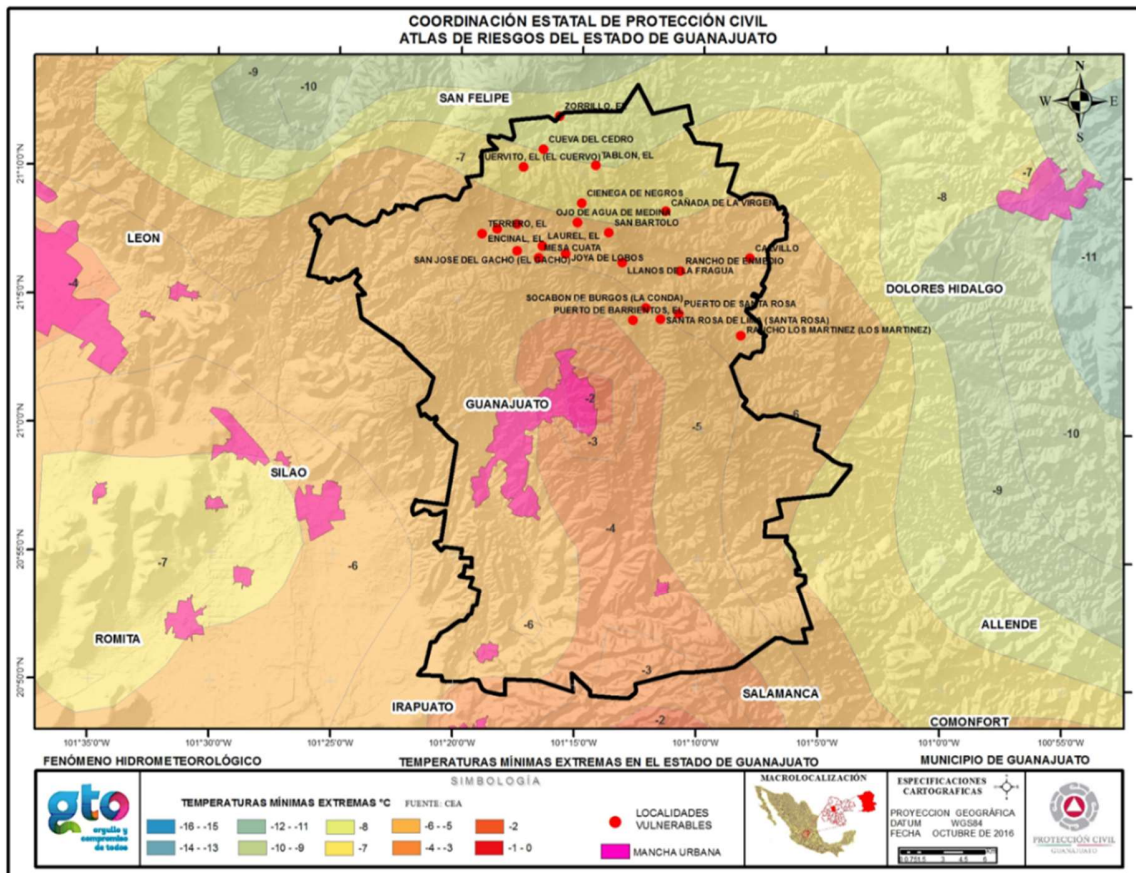 COORDINACIÓN ESTATAL DE PROTECCIÓN CIVIL
ATLAS DE RIESGOS DEL ESTADO DE GUANAJUATO
-9
-10
SAN FELIPE
ZORRILLO, EL
N
W E
S
CUEVA DEL CEDRO
-7
CUERVITO, EL (EL CUERVO)
TABLON, EL
21°10'0"N
-7
-8
CIENEGA DE NEGROS
CAÑADA DE LA VIRGEN
OJO DE AGUA DE MEDINA
TERRERO, EL
SAN BARTOLO
LEON
ENCINAL, EL
LAUREL, EL
MESA CUATA
CALVILLO
SAN JOSE DEL GACHO (EL GACHO)
JOYA DE LOBOS
RANCHO DE ENMEDIO
LLANOS DE LA FRAGUA
-11
-4
DOLORES HIDALGO
21°5'0"N
SOCABON DE BURGOS (LA CONDA)
PUERTO DE SANTA ROSA
PUERTO DE BARRIENTOS, EL
SANTA ROSA DE LIMA (SANTA ROSA)
RANCHO LOS MARTINEZ (LOS MARTINEZ)
GUANAJUATO
-2
-6
21°0'0"N
-5
-3
-10
SILAO
-9
-4
20°55'0"N
-7
-6
-6
ALLENDE
ROMITA
-3
20°50'0"N
IRAPUATO
SALAMANCA
-2
COMONFORT
101°35'0"W 101°30'0"W 101°25'0"W 101°20'0"W 101°15'0"W 101°10'0"W 101°5'0"W 101°0'0"W 100°55'0"W
FENÓMENO HIDROMETEOROLÓGICO TEMPERATURAS MÍNIMAS EXTREMAS EN EL ESTADO DE GUANAJUATO MUNICIPIO DE GUANAJUATO
SIMBOLOGÍA
gto
orgullo y
compromiso
de todos
TEMPERATURAS MÍNIMAS EXTREMAS °C FUENTE: CEA
-16 - -15
-12 - -11
-8
-6 - -5
-2
-14 - -13
-10 - -9
-7
-4 - -3
-1 - 0
LOCALIDADES
VULNERABLES
MANCHA URBANA
MACROLOCALIZACIÓN
ESPECIFICACIONES
CARTOGRAFICAS
PROYECCION GEOGRÁFICA
DATUM WGS84
FECHA OCTUBRE DE 2016
PROTECCIÓN CIVIL
GUANAJUATO